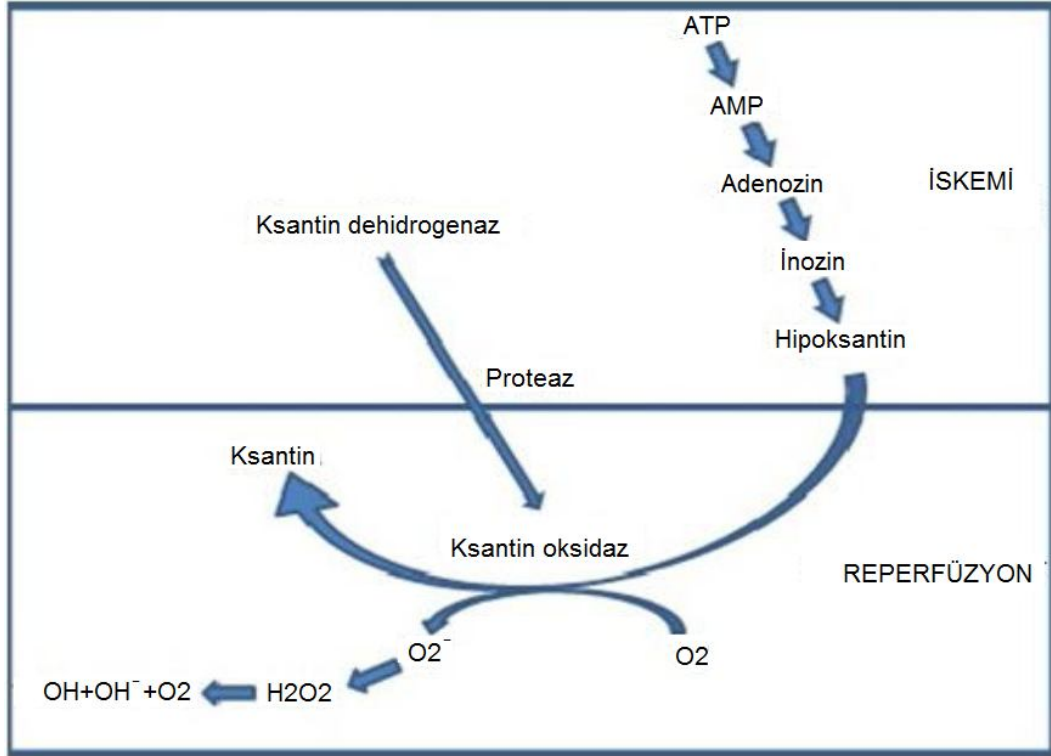 ATP
AMP
Adenozin
İSKEMİ
Ksantin dehidrogenaz
İnozin
Hipoksantin
Proteaz
Ksantin
Ksantin oksidaz
REPERFÜZYON
O2⁻
O2
OH+OH⁻+O2
H2O2